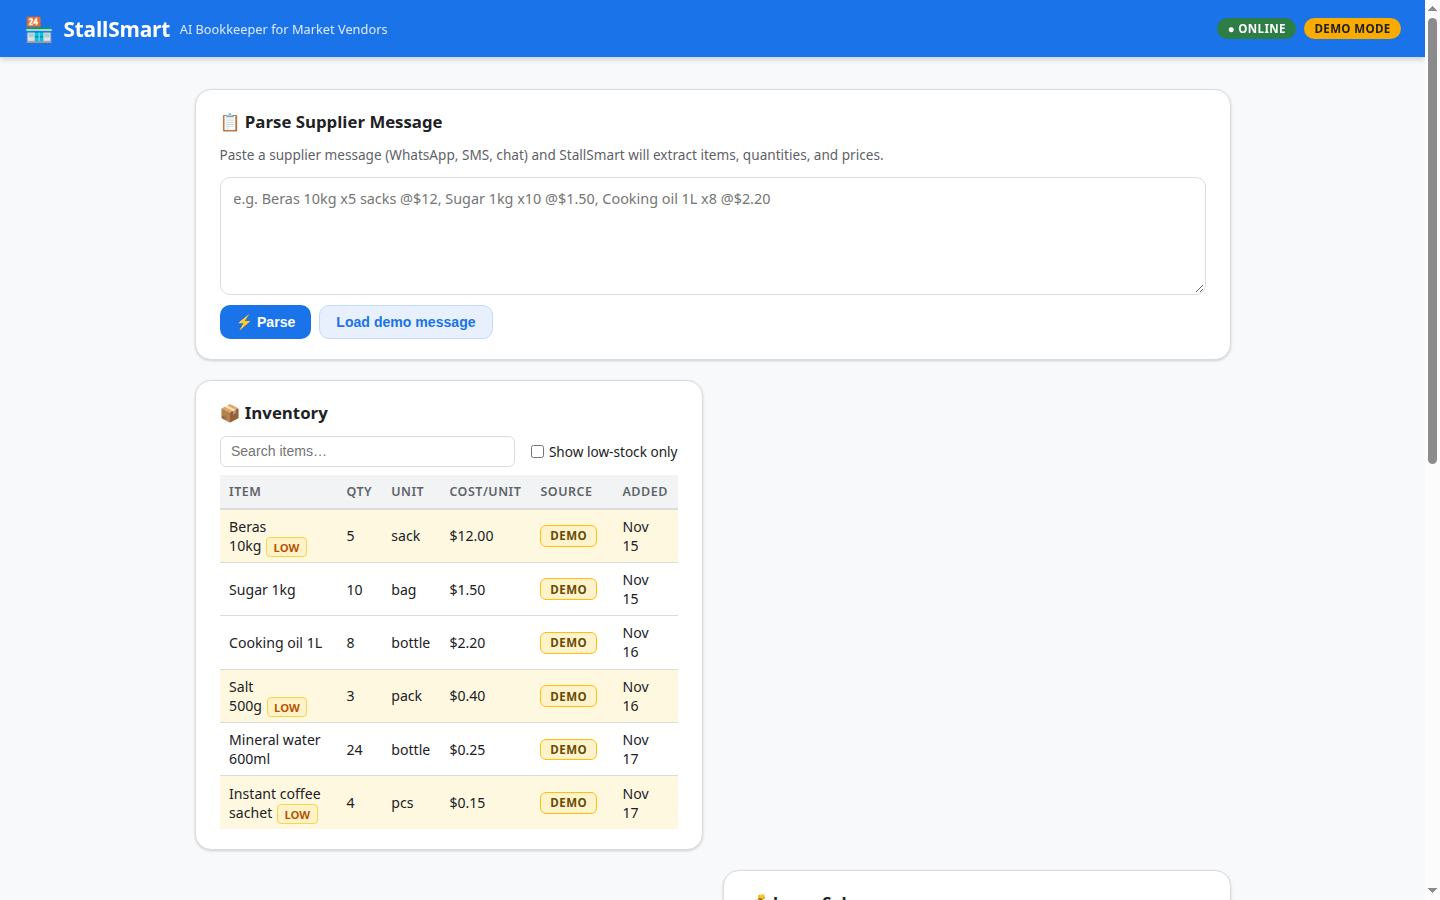 StallSmart AI Bookkeeper for Market Vendors
● ONLINE DEMO MODE
Parse Supplier Message
Paste a supplier message (WhatsApp, SMS, chat) and StallSmart will extract items, quantities, and prices.
e.g. Beras 10kg x5 sacks @$12, Sugar 1kg x10 @$1.50, Cooking oil 1L x8 @$2.20
⚡ Parse Load demo message
Inventory
Search items… Show low-stock only
ITEM QTY UNIT COST/UNIT SOURCE ADDED
Beras 10kg LOW 5 sack $12.00 DEMO Nov 15
Sugar 1kg 10 bag $1.50 DEMO Nov 15
Cooking oil 1L 8 bottle $2.20 DEMO Nov 16
Salt 500g LOW 3 pack $0.40 DEMO Nov 16
Mineral water 600ml 24 bottle $0.25 DEMO Nov 17
Instant coffee sachet LOW 4 pcs $0.15 DEMO Nov 17